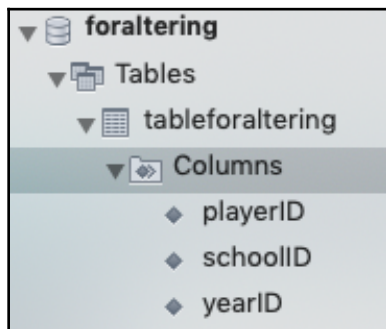 foraltering
Tables
tableforaltering
Columns
playerID
schoolID
yearID